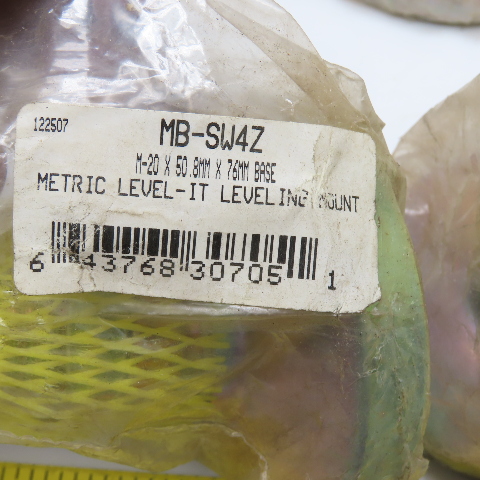 122507
MB-SW4Z
M-20 X 50.8MM X 76MM BASE
METRIC LEVEL-IT LEVELING MOUNT
6 43768 30705 1